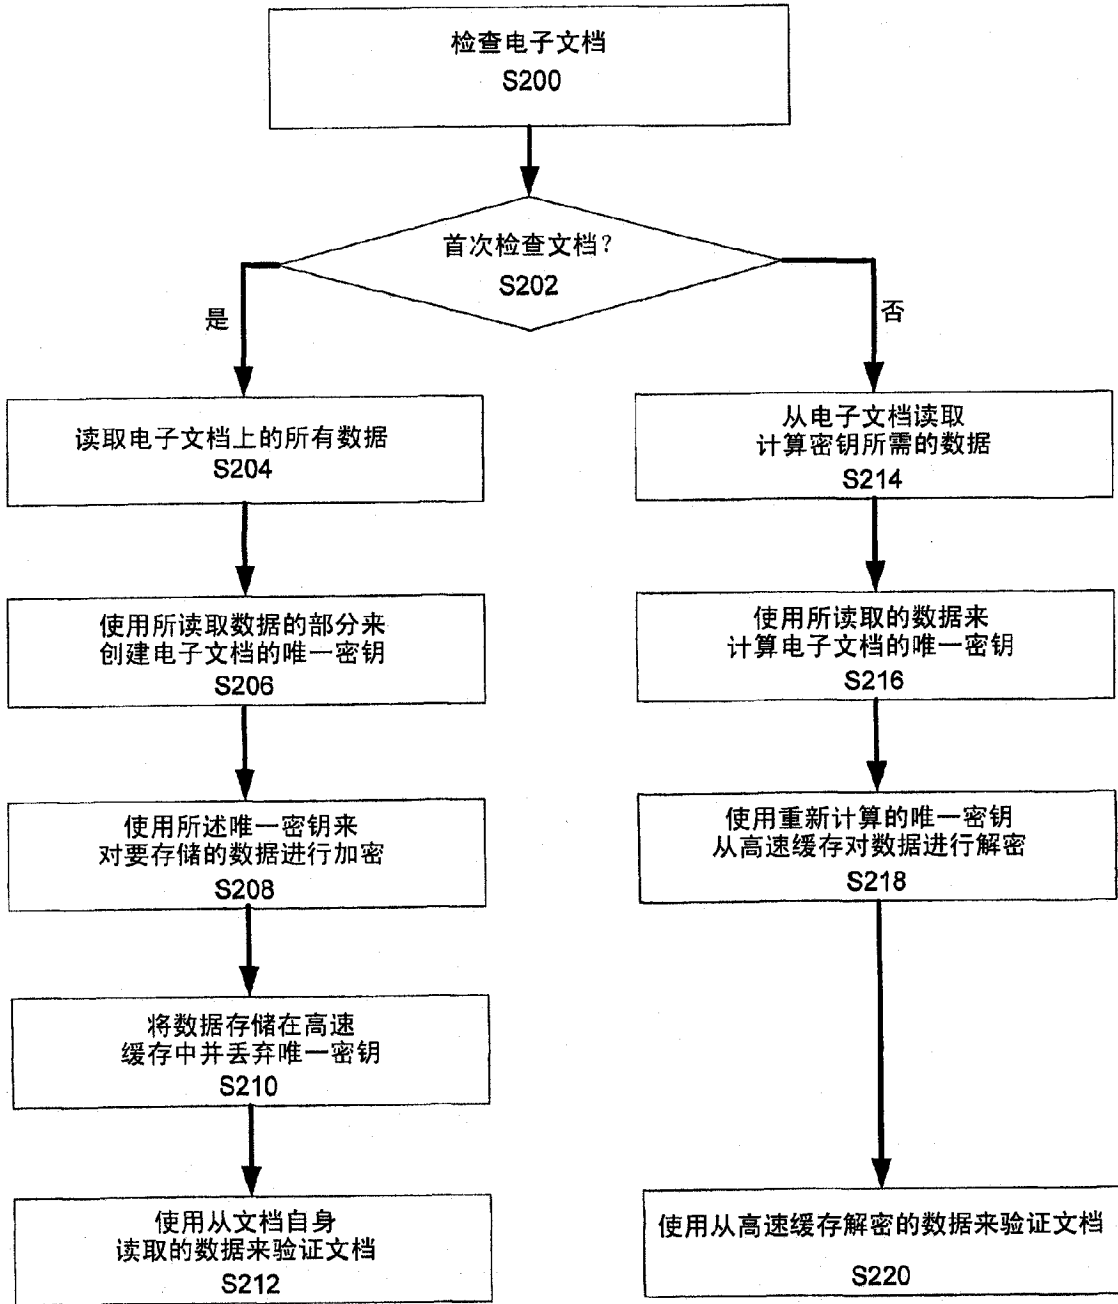 检查电子文档
S200
首次检查文档?
S202
是
否
读取电子文档上的所有数据
S204
使用所读取数据的部分来
创建电子文档的唯一密钥
S206
使用所述唯一密钥来
对要存储的数据进行加密
S208
将数据存储在高速
缓存中并丢弃唯一密钥
S210
使用从文档自身
读取的数据来验证文档
S212
从电子文档读取
计算密钥所需的数据
S214
使用所读取的数据来
计算电子文档的唯一密钥
S216
使用重新计算的唯一密钥
从高速缓存对数据进行解密
S218
使用从高速缓存解密的数据来验证文档
S220